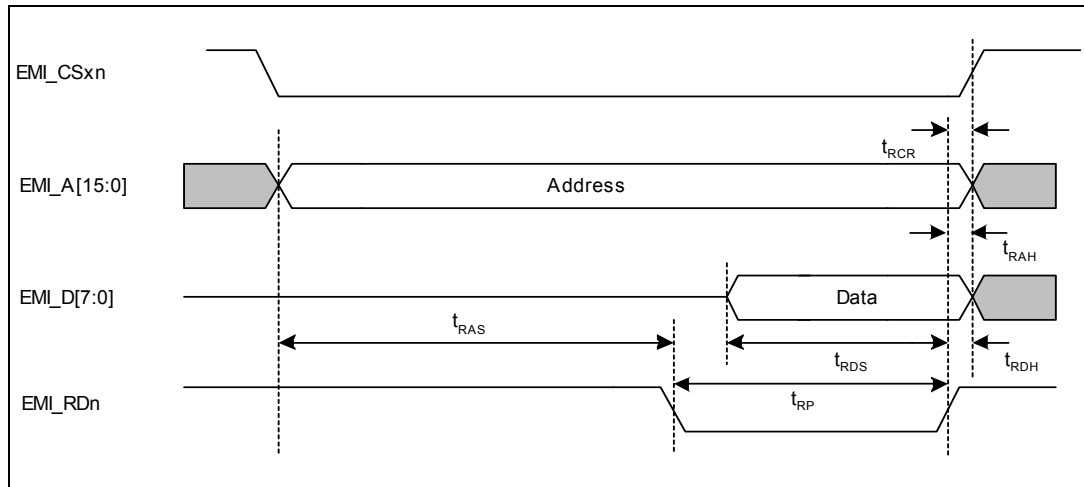 EMI_CSxn
tRCR
EMI_A[15:0]
Address
tRAH
EMI_D[7:0]
Data
tRAS
tRDS
tRDH
EMI_RDn
tRP